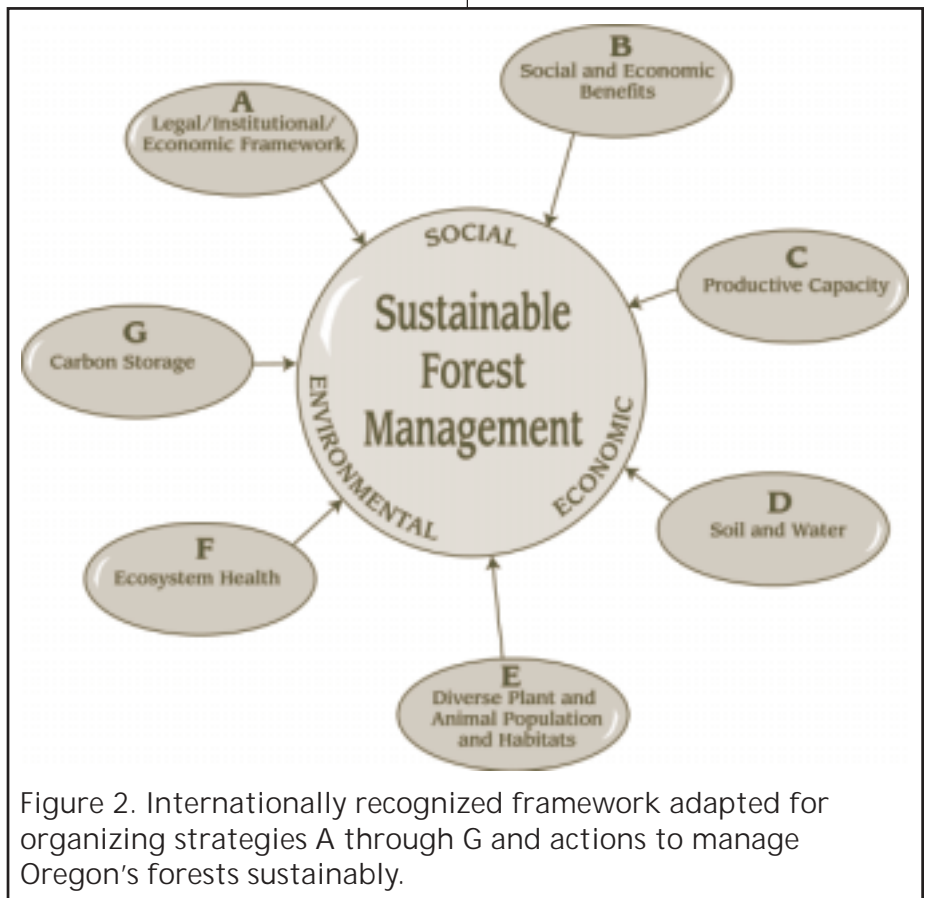 A
Legal/Institutional/
Economic Framework
B
Social and Economic
Benefits
C
Productive Capacity
D
Soil and Water
E
Diverse Plant and
Animal Population
and Habitats
F
Ecosystem Health
G
Carbon Storage
SOCIAL
Sustainable
Forest
Management
ENVIRONMENTAL
ECONOMIC
Figure 2. Internationally recognized framework adapted for
organizing strategies A through G and actions to manage
Oregon's forests sustainably.